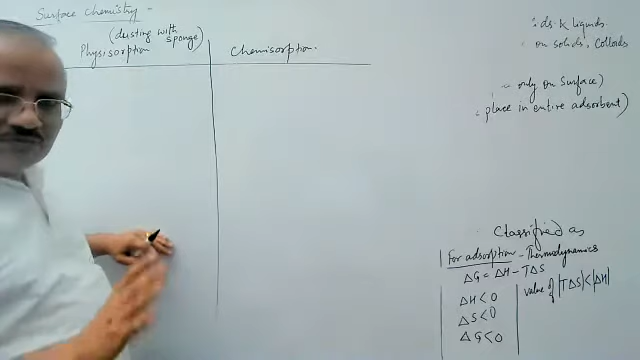 Surface Chemistry -
(dusting with
sponge)
Physisorption
Chemisorption.
liquids
on solids. Colloids
only on Surface)
place in entire adsorbent)
Classified as
For adsorption - Thermodynamics
ΔG = ΔH - TΔS
ΔH < 0
ΔS < 0
ΔG < 0
value of |TΔS| < |ΔH|